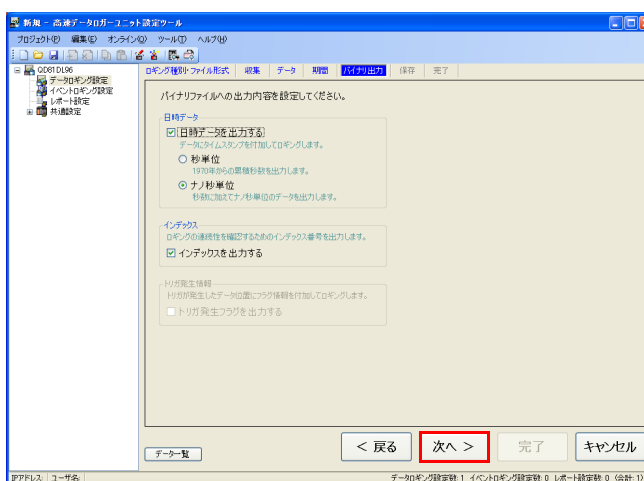 新規 - 高速データロガーユニット設定ツール
プロジェクト(P) 編集(E) オンライン(O) ツール(T) ヘルプ(H)
QD81DL96
データロギング設定
イベントロギング設定
レポート設定
共通設定
ロギング種別・ファイル形式 収集 データ 期間 バイナリ出力 保存 完了
バイナリファイルへの出力内容を設定してください。
日時データ
日時データを出力する
データにタイムスタンプを付加してロギングします。
秒単位
1970年からの累積秒数を出力します。
ナノ秒単位
秒数に加えてナノ秒単位のデータを出力します。
インデックス
ロギングの連続性を確認するためのインデックス番号を出力します。
インデックスを出力する
トリガ発生情報
トリガが発生したデータ位置にフラグ情報を付加してロギングします。
トリガ発生フラグを出力する
データ一覧
< 戻る 次へ > 完了 キャンセル
IPアドレス: ユーザ名: データロギング設定数: 1 イベントロギング設定数: 0 レポート設定数: 0 (合計: 1)